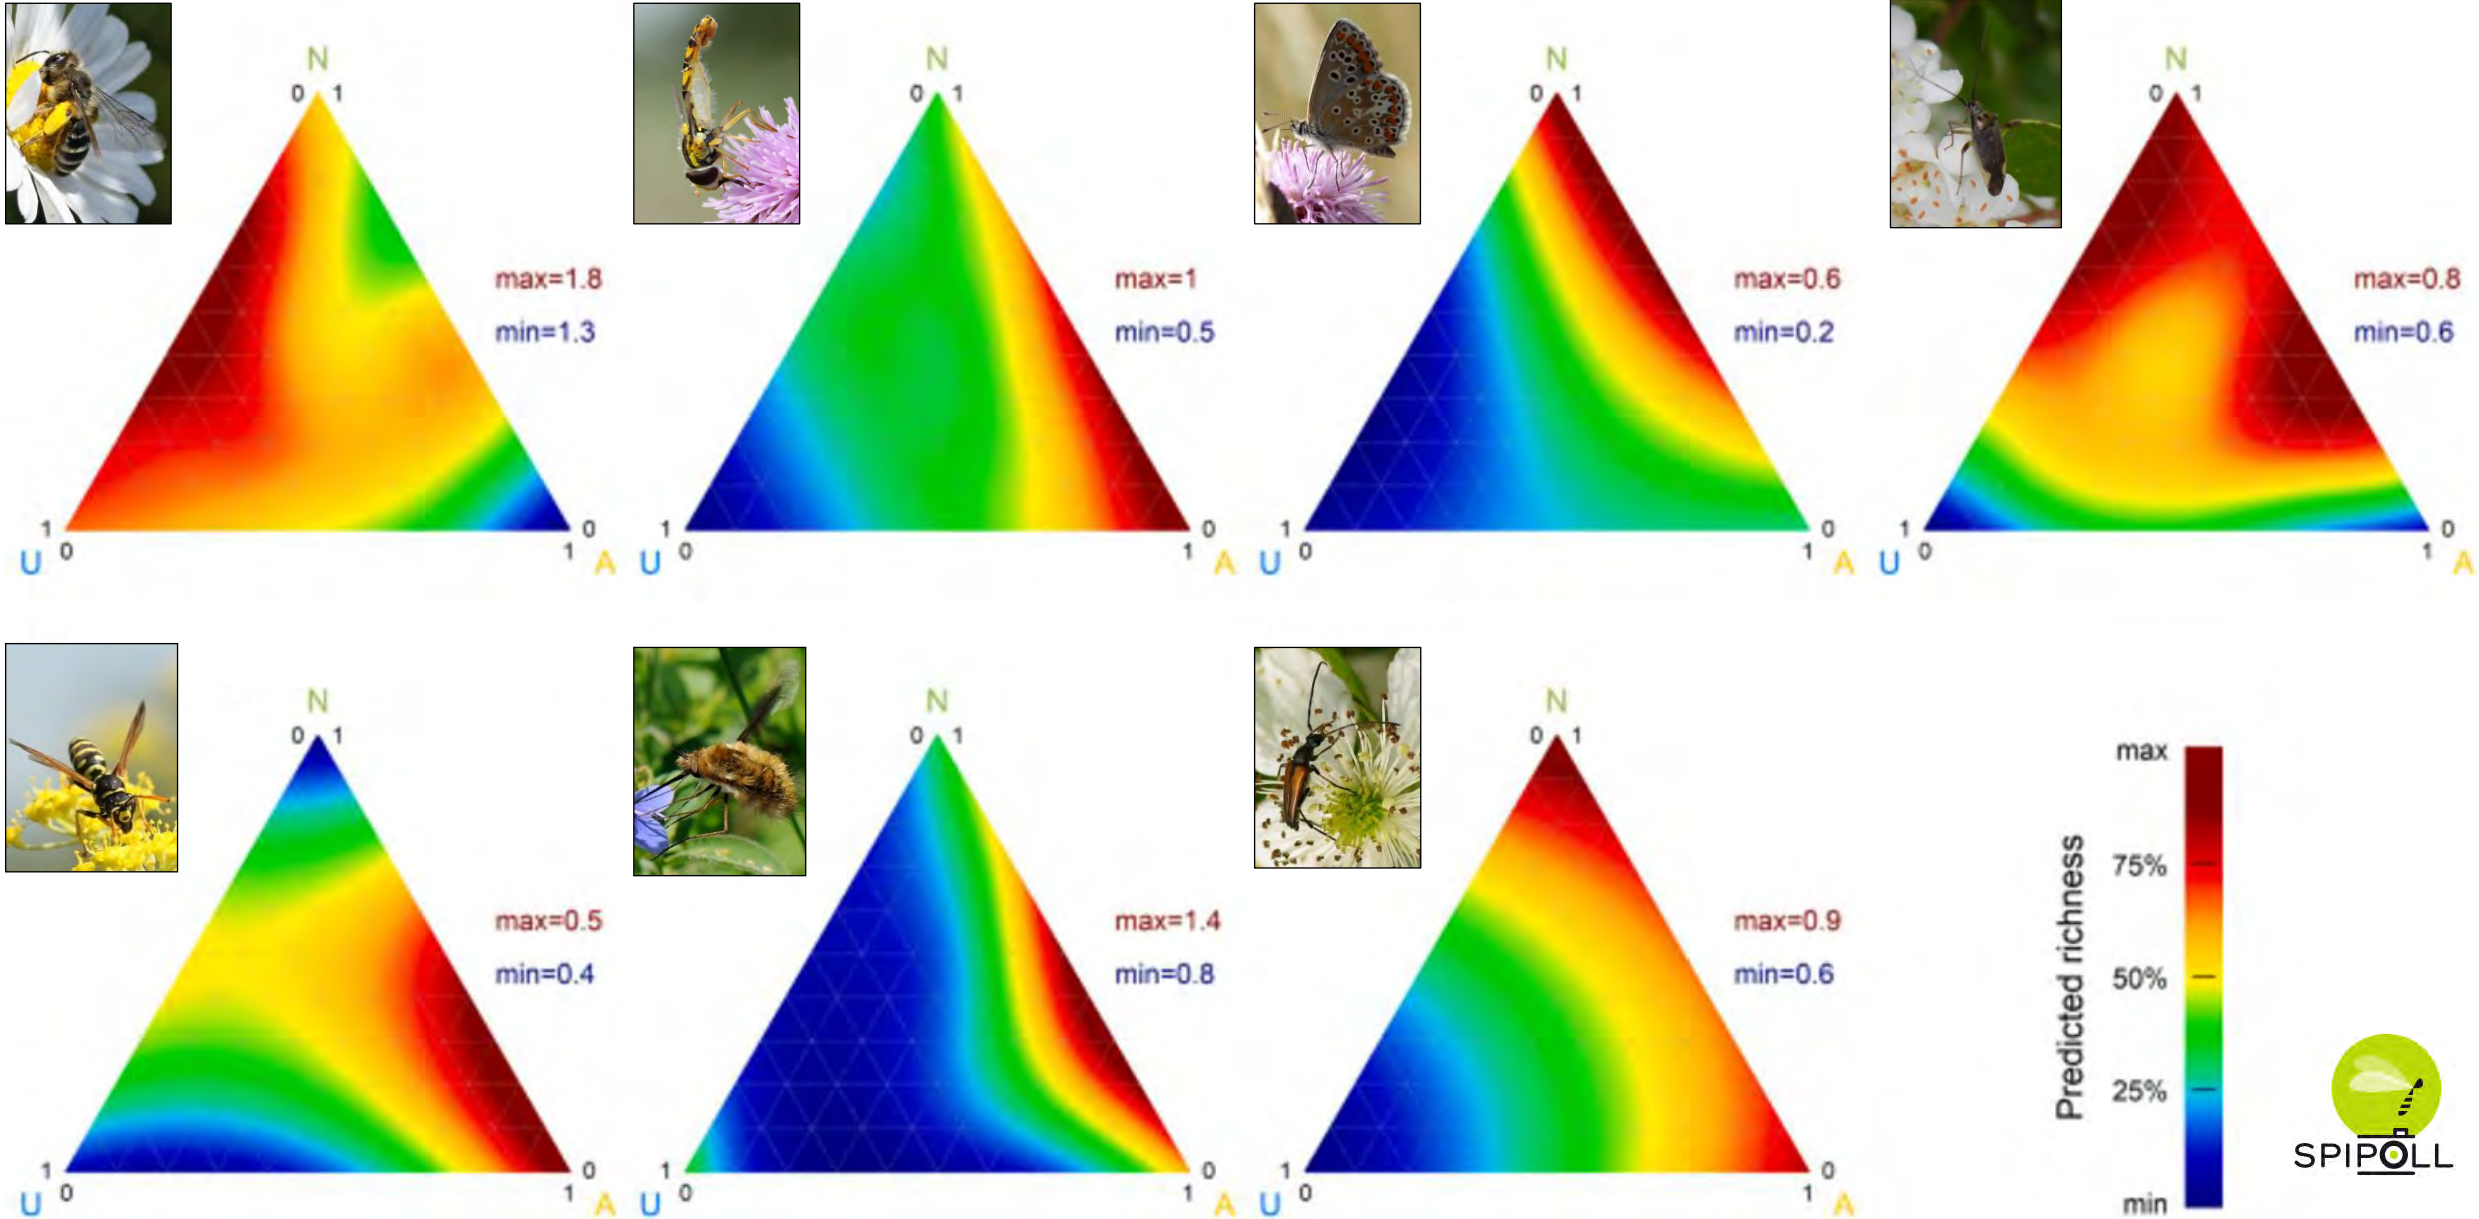 N
0 1
max=1.8
min=1.3
1 0
U 0 1 A
N
0 1
max=1
min=0.5
1 0
U 0 1 A
N
0 1
max=0.6
min=0.2
1 0
U 0 1 A
N
0 1
max=0.8
min=0.6
1 0
U 0 1 A
N
0 1
max=0.5
min=0.4
1 0
U 0 1 A
N
0 1
max=1.4
min=0.8
1 0
U 0 1 A
N
0 1
max=0.9
min=0.6
1 0
U 0 1 A
Predicted richness
max
75%
50%
25%
min
SPIPOLL